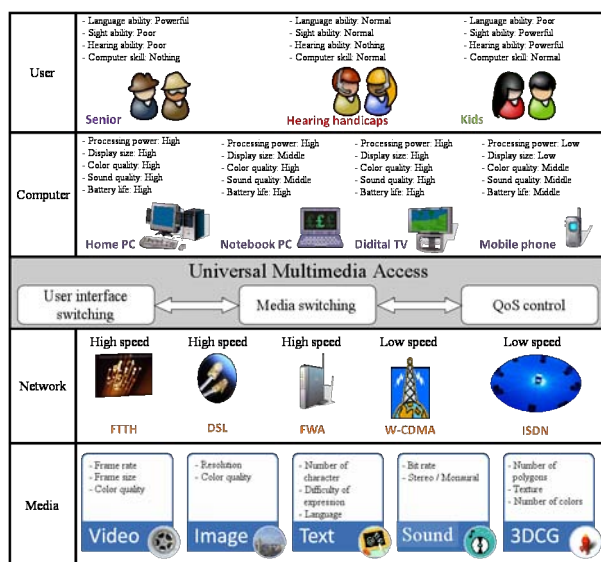 User
- Language ability: Powerful
- Sight ability: Poor
- Hearing ability: Poor
- Computer skill: Nothing
Senior
- Language ability: Normal
- Sight ability: Normal
- Hearing ability: Nothing
- Computer skill: Normal
Hearing handicaps
- Language ability: Poor
- Sight ability: Powerful
- Hearing ability: Powerful
- Computer skill: Normal
Kids
Computer
- Processing power: High
- Display size: High
- Color quality: High
- Sound quality: High
- Battery life: High
Home PC
- Processing power: High
- Display size: Middle
- Color quality: High
- Sound quality: Middle
- Battery life: High
£££
Notebook PC
- Processing power: High
- Display size: High
- Color quality: High
- Sound quality: High
- Battery life: High
Didital TV
- Processing power: Low
- Display size: Low
- Color quality: Middle
- Sound quality: Middle
- Battery life: Middle
Mobile phone
Universal Multimedia Access
User interface
switching
Media switching
QoS control
Network
High speed
FTTH
High speed
DSL
High speed
FWA
Low speed
W-CDMA
Low speed
ISDN
Media
- Frame rate
- Frame size
- Color quality
Video
- Resolution
- Color quality
Image
- Number of
character
- Difficulty of
expression
- Language
Text
- Bit rate
- Stereo / Monaural
Sound
- Number of
polygons
- Texture
- Number of colors
3DCG